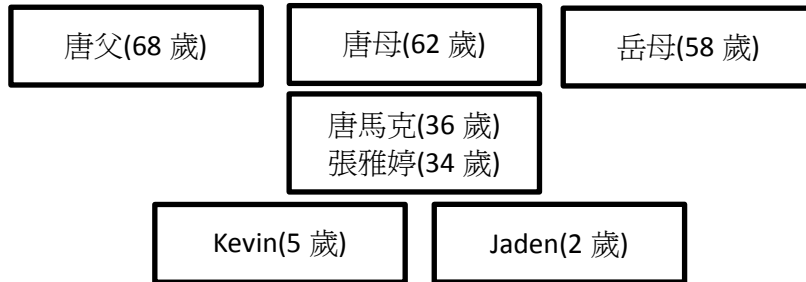 唐父(68 歲)
唐母(62 歲)
岳母(58 歲)
唐馬克(36 歲)
張雅婷(34 歲)
Kevin(5 歲)
Jaden(2 歲)